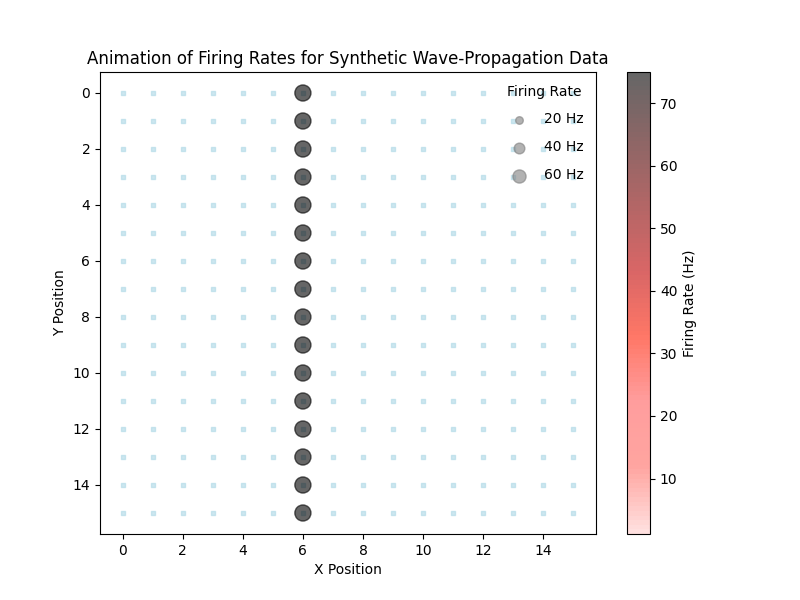 Animation of Firing Rates for Synthetic Wave-Propagation Data
Firing Rate
20 Hz
40 Hz
60 Hz
0
2
4
6
8
10
12
14
Y Position
0 2 4 6 8 10 12 14
X Position
70
60
50
40
30
20
10
Firing Rate (Hz)